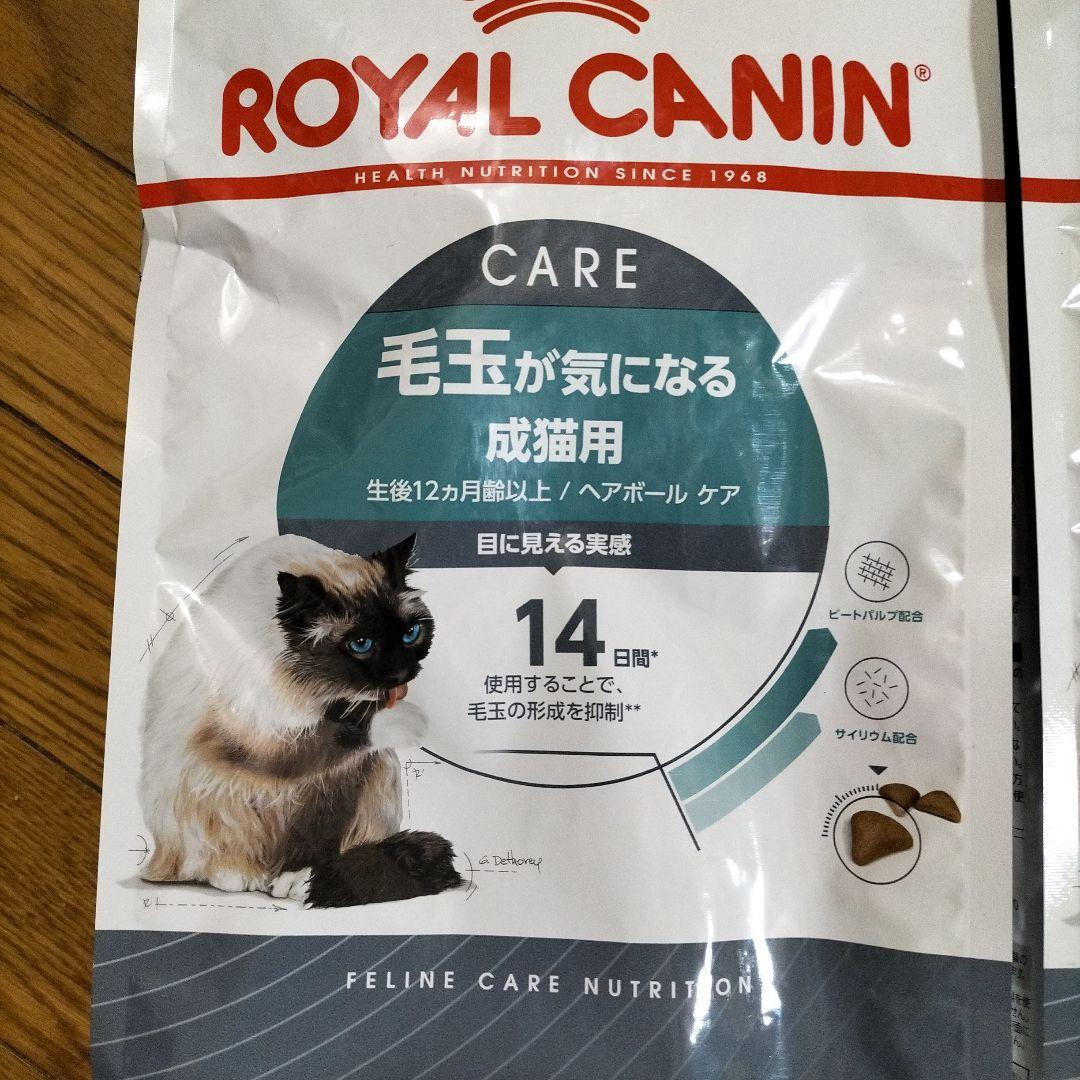 ROYAL CANIN®
HEALTH NUTRITION SINCE 1968
CARE
毛玉が気になる
成猫用
生後12ヵ月齢以上 / ヘアボール ケア
目に見える実感
14日間*
使用することで、
毛玉の形成を抑制**
ビートパルプ配合
サイリウム配合
G. Dethorey
FELINE CARE NUTRITION